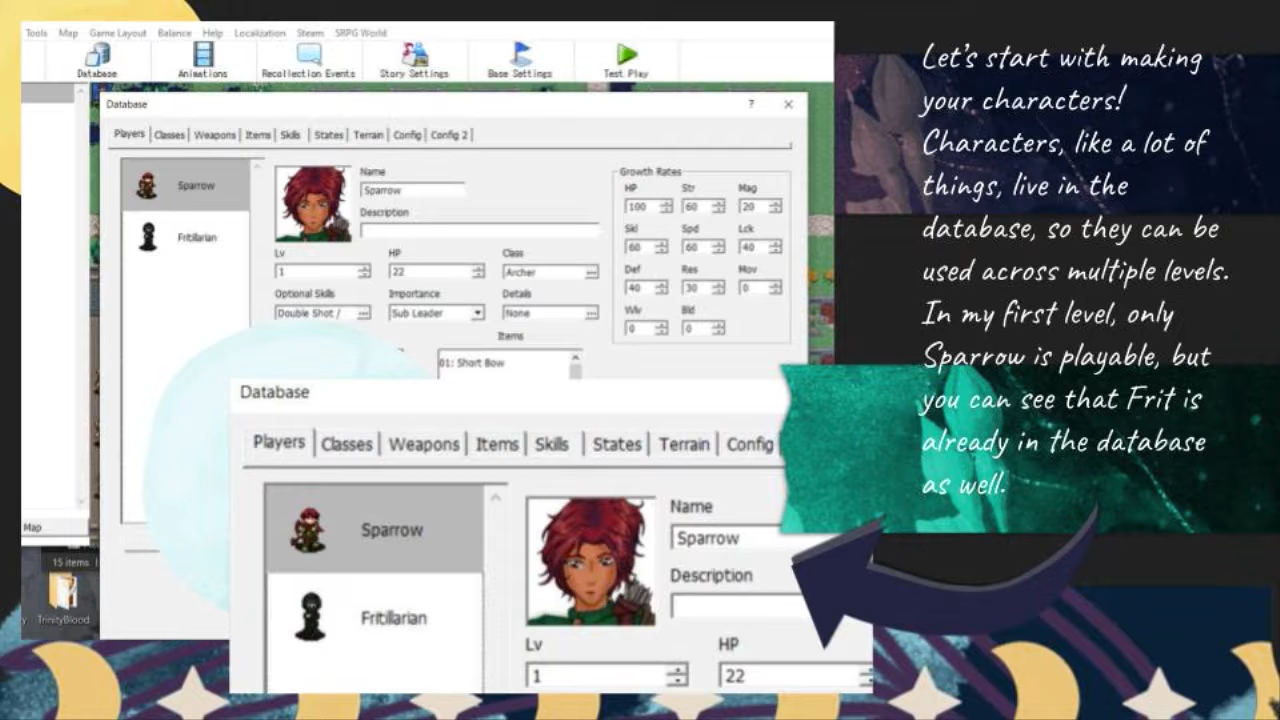 Tools Map Game Layout Balance Help Localization Steam SRPG World
Database Animations Recollection Events Story Settings Base Settings Test Play
Database ?
Players Classes Weapons Items Skills States Terrain Config Config 2
Sparrow
Fritillarian
Name
Sparrow
Description
Lv HP Class
1 22 Archer ...
Optional Skills Importance Details
Double Shot / ... Sub Leader None ...
Items
01: Short Bow
Growth Rates
HP Str Mag
100 60 20
Skl Spd Lck
60 60 40
Def Res Mov
40 30 0
Wlv Bld
0 0
Map
15 items
TrinityBlood
Database
Players Classes Weapons Items Skills States Terrain Config
Sparrow
Fritillarian
Name
Sparrow
Description
Lv HP
1 22
Let's start with making
your characters!
Characters, like a lot of
things, live in the
database, so they can be
used across multiple levels.
In my first level, only
Sparrow is playable, but
you can see that Frit is
already in the database
as well.